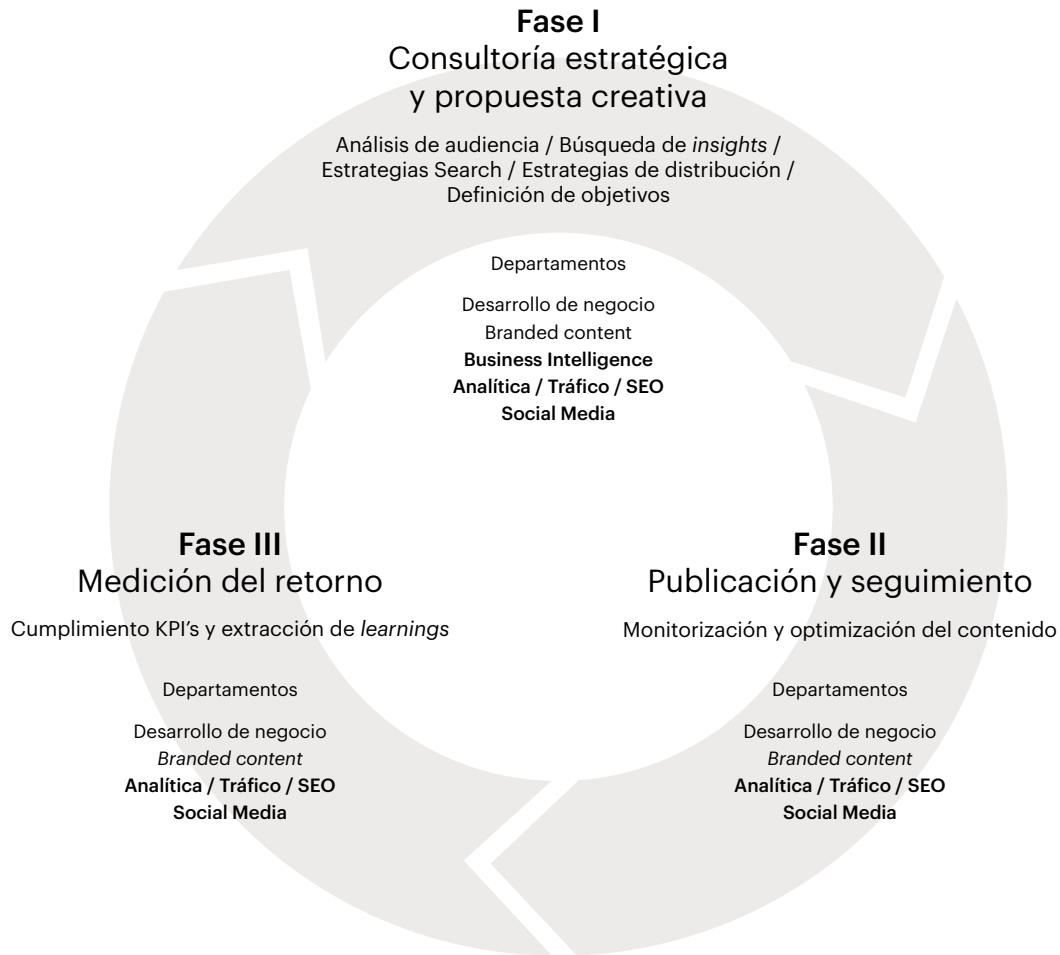 Fase I
Consultoría estratégica
y propuesta creativa
Análisis de audiencia / Búsqueda de insights /
Estrategias Search / Estrategias de distribución /
Definición de objetivos
Departamentos
Desarrollo de negocio
Branded content
Business Intelligence
Analítica / Tráfico / SEO
Social Media
Fase III
Medición del retorno
Cumplimiento KPI's y extracción de learnings
Departamentos
Desarrollo de negocio
Branded content
Analítica / Tráfico / SEO
Social Media
Fase II
Publicación y seguimiento
Monitorización y optimización del contenido
Departamentos
Desarrollo de negocio
Branded content
Analítica / Tráfico / SEO
Social Media